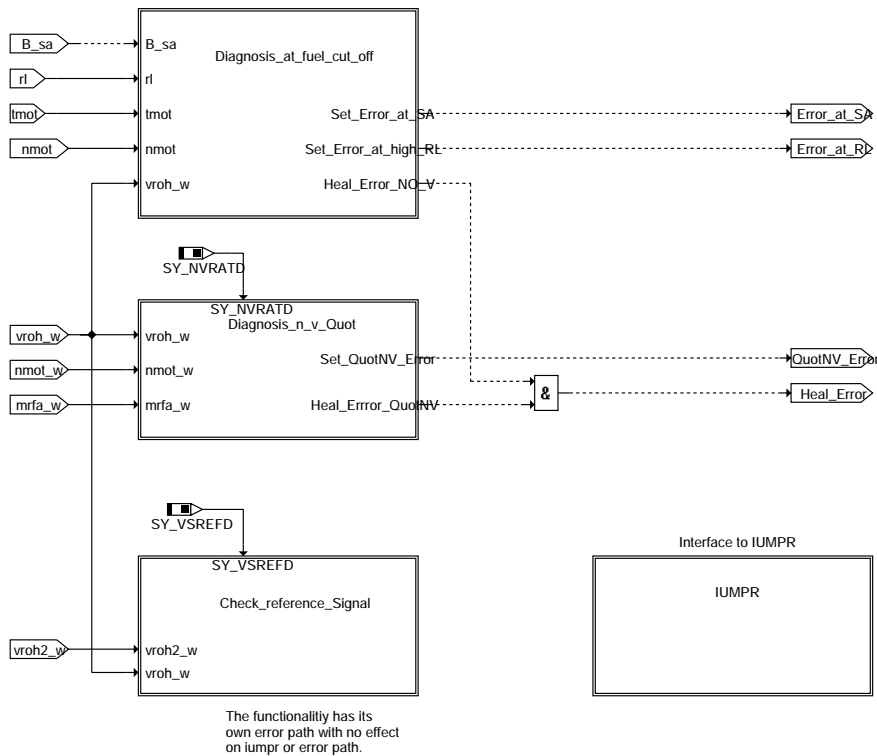 B_sa
B_sa
Diagnosis_at_fuel_cut_off
rl
rl
tmot
tmot
Set_Error_at_SA
Error_at_SA
nmot
nmot
Set_Error_at_high_RL
Error_at_RL
vroh_w
Heal_Error_NO_V
SY_NVRATD
SY_NVRATD
Diagnosis_n_v_Quot
vroh_w
vroh_w
Set_QuotNV_Error
QuotNV_Error
nmot_w
nmot_w
mrfa_w
mrfa_w
Heal_Errror_QuotNV
&
Heal_Error
SY_VSREFD
SY_VSREFD
Check_reference_Signal
Interface to IUMPR
IUMPR
vroh2_w
vroh2_w
vroh_w
The functionalitiy has its
own error path with no effect
on iumpr or error path.